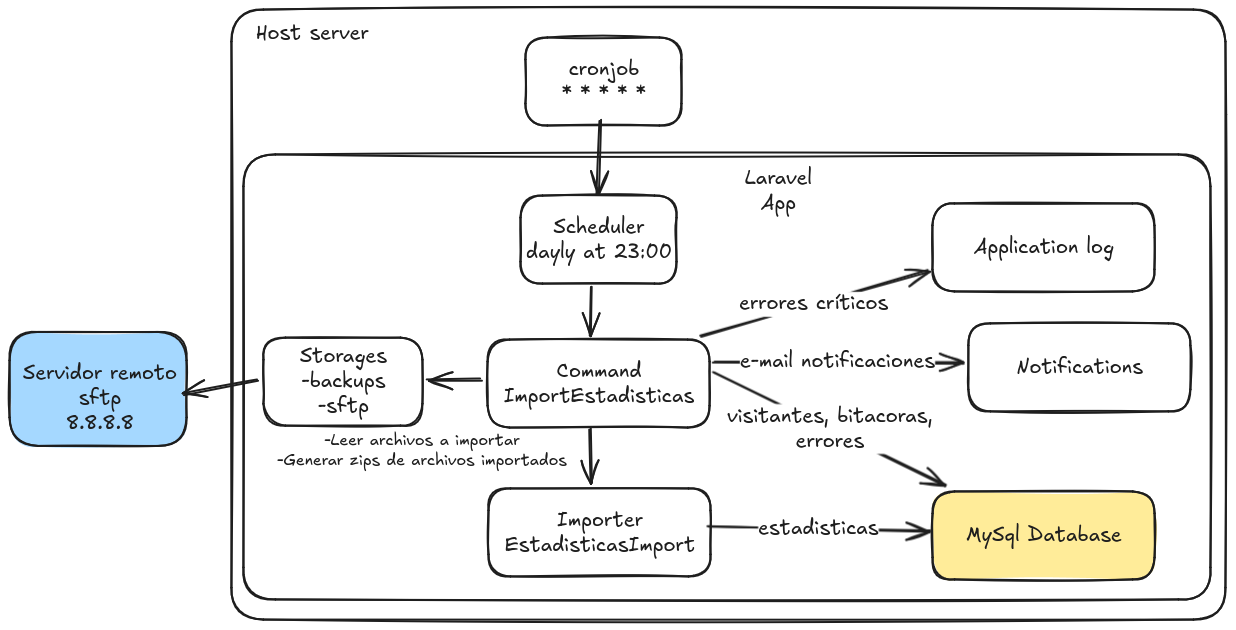 Host server
cronjob
* * * * *
Laravel
App
Scheduler
dayly at 23:00
Application log
errores críticos
Servidor remoto
sftp
8.8.8.8
Storages
-backups
-sftp
Command
ImportEstadisticas
e-mail notificaciones
Notifications
visitantes, bitacoras,
errores
-Leer archivos a importar
-Generar zips de archivos importados
Importer
EstadisticasImport
estadisticas
MySql Database